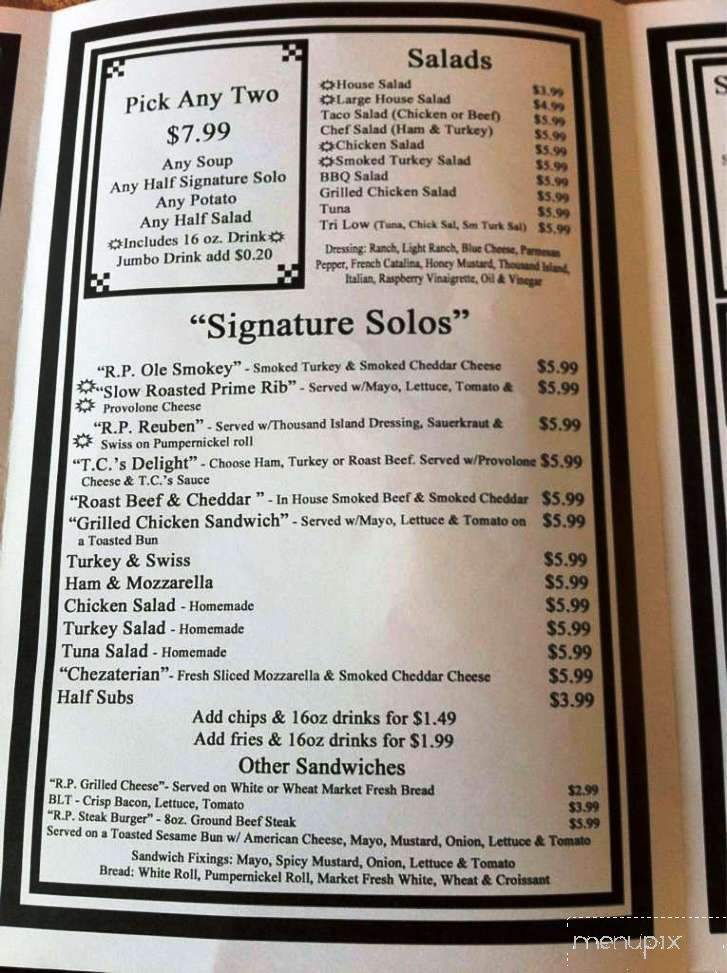 Pick Any Two
$7.99
Any Soup
Any Half Signature Solo
Any Potato
Any Half Salad
Includes 16 oz. Drink
Jumbo Drink add $0.20
Salads
House Salad $3.99
Large House Salad $4.99
Taco Salad (Chicken or Beef) $5.99
Chef Salad (Ham & Turkey) $5.99
Chicken Salad $5.99
Smoked Turkey Salad $5.99
BBQ Salad $5.99
Grilled Chicken Salad $5.99
Tuna $5.99
Tri Low (Tuna, Chick Sal, Sm Turk Sal) $5.99
Dressing: Ranch, Light Ranch, Blue Cheese, Parmesan
Pepper, French Catalina, Honey Mustard, Thousand Island,
Italian, Raspberry Vinaigrette, Oil & Vinegar
“Signature Solos”
“R.P. Ole Smokey” - Smoked Turkey & Smoked Cheddar Cheese $5.99
“Slow Roasted Prime Rib” - Served w/Mayo, Lettuce, Tomato & $5.99
Provolone Cheese
“R.P. Reuben” - Served w/Thousand Island Dressing, Sauerkraut & $5.99
Swiss on Pumpernickel roll
“T.C.’s Delight” - Choose Ham, Turkey or Roast Beef. Served w/Provolone $5.99
Cheese & T.C.’s Sauce
“Roast Beef & Cheddar ” - In House Smoked Beef & Smoked Cheddar $5.99
“Grilled Chicken Sandwich” - Served w/Mayo, Lettuce & Tomato on $5.99
a Toasted Bun
Turkey & Swiss $5.99
Ham & Mozzarella $5.99
Chicken Salad - Homemade $5.99
Turkey Salad - Homemade $5.99
Tuna Salad - Homemade $5.99
“Chezaterian”- Fresh Sliced Mozzarella & Smoked Cheddar Cheese $5.99
Half Subs $3.99
Add chips & 16oz drinks for $1.49
Add fries & 16oz drinks for $1.99
Other Sandwiches
“R.P. Grilled Cheese”- Served on White or Wheat Market Fresh Bread $2.99
BLT - Crisp Bacon, Lettuce, Tomato $3.99
“R.P. Steak Burger” - 8oz. Ground Beef Steak $5.99
Served on a Toasted Sesame Bun w/ American Cheese, Mayo, Mustard, Onion, Lettuce & Tomato
Sandwich Fixings: Mayo, Spicy Mustard, Onion, Lettuce & Tomato
Bread: White Roll, Pumpernickel Roll, Market Fresh White, Wheat & Croissant
menupix